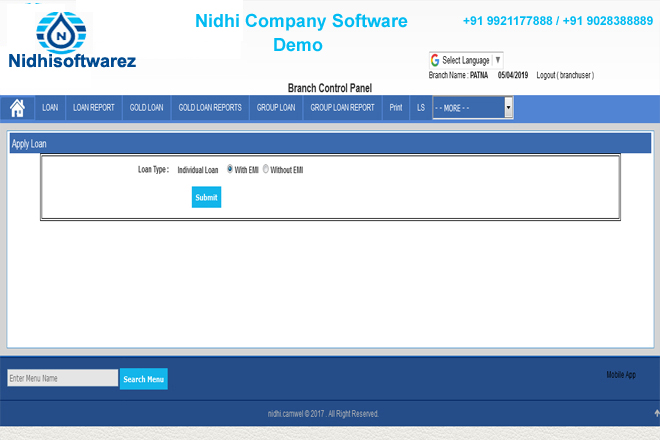 Nidhi Company Software
Demo
+91 9921177888 / +91 9028388889
N
Nidhisoftwarez
Select Language ▼
Branch Name : PATNA 05/04/2019 Logout ( branchuser )
Branch Control Panel
LOAN LOAN REPORT GOLD LOAN GOLD LOAN REPORTS GROUP LOAN GROUP LOAN REPORT Print LS - - MORE - -
Apply Loan
Loan Type : Individual Loan With EMI Without EMI
Submit
Enter Menu Name Search Menu
Mobile App
nidhi.camwel © 2017 . All Right Reserved.